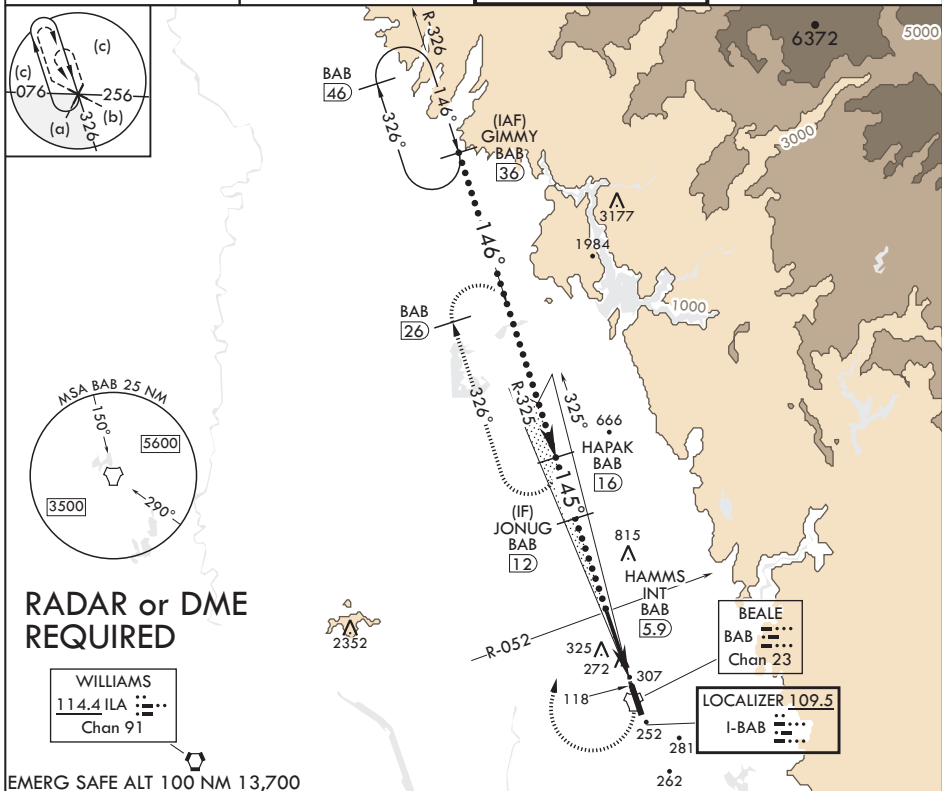 (c)
(c)
076
256
(a)
326
(b)
R-326
BAB
46
146°
326°
(IAF)
GIMMY
BAB
36
6372
5000
3000
3177
1984
146°
1000
BAB
26
326°
R-325
325°
666
HAPAK
BAB
16
145°
(IF)
JONUG
BAB
12
815
HAMMS
INT
BAB
5.9
MSA BAB 25 NM
150°
5600
3500
290°
RADAR or DME
REQUIRED
2352
R-052
325
272
307
118
252
281
262
BEALE
BAB
Chan 23
LOCALIZER 109.5
I-BAB
WILLIAMS
114.4 ILA
Chan 91
EMERG SAFE ALT 100 NM 13,700